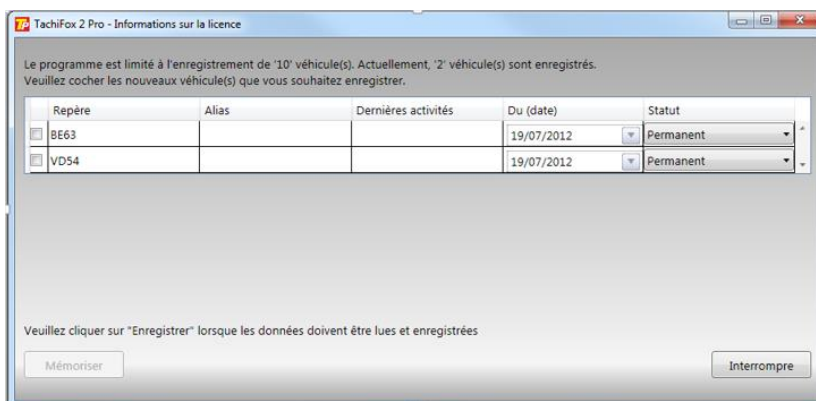 TachiFox 2 Pro - Informations sur la licence
Le programme est limité à l'enregistrement de '10' véhicule(s). Actuellement, '2' véhicule(s) sont enregistrés.
Veuillez cocher les nouveaux véhicule(s) que vous souhaitez enregistrer.
Repère Alias Dernières activités Du (date) Statut
BE63 19/07/2012 Permanent
VD54 19/07/2012 Permanent
Veuillez cliquer sur "Enregistrer" lorsque les données doivent être lues et enregistrées
Mémoriser Interrompre